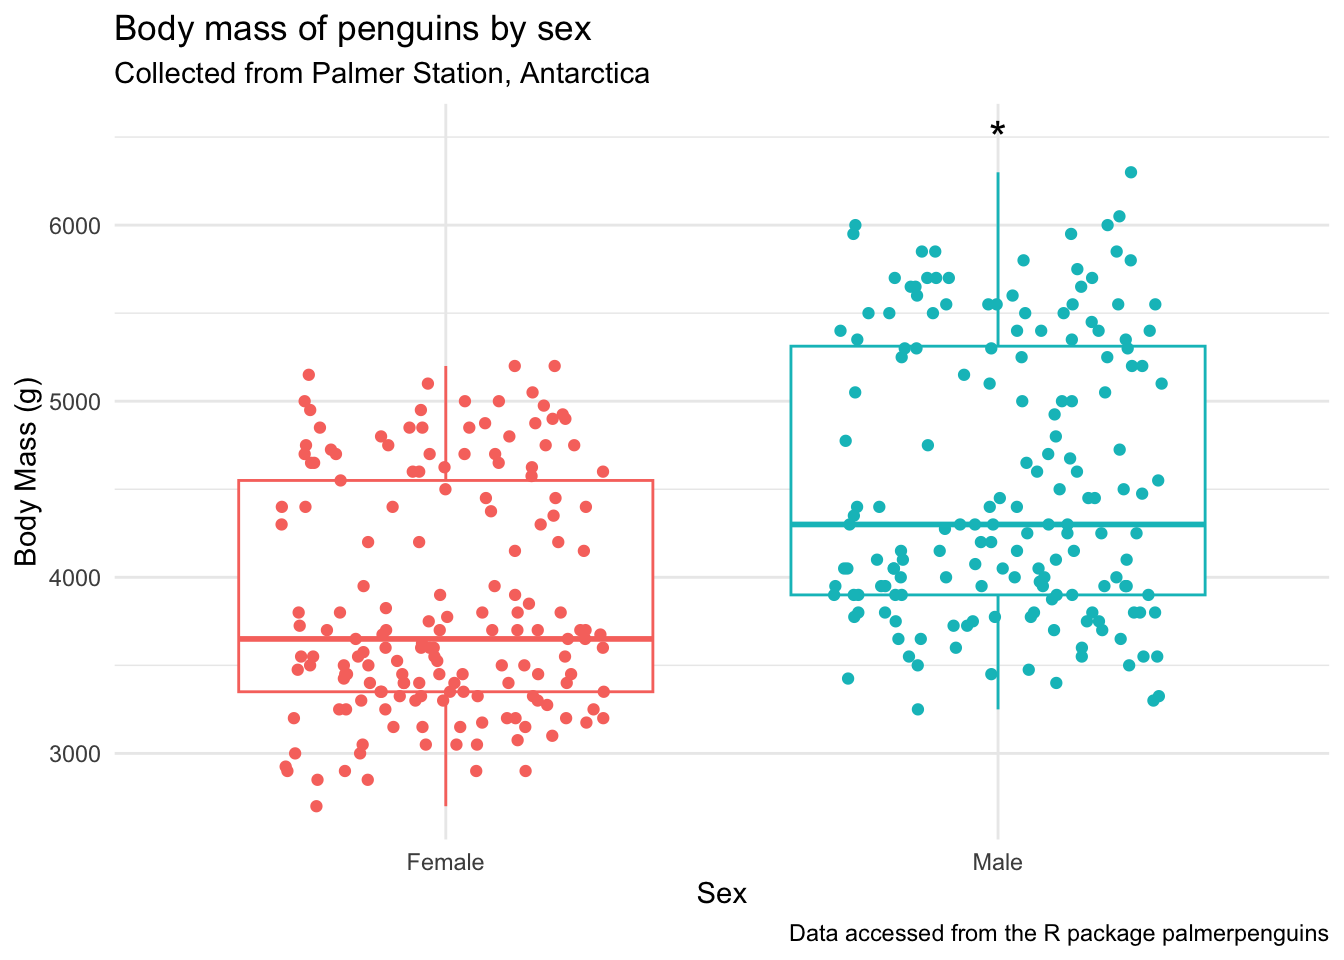 Body mass of penguins by sex
Collected from Palmer Station, Antarctica
*
6000
5000
4000
3000
Body Mass (g)
Female
Male
Sex
Data accessed from the R package palmerpenguins